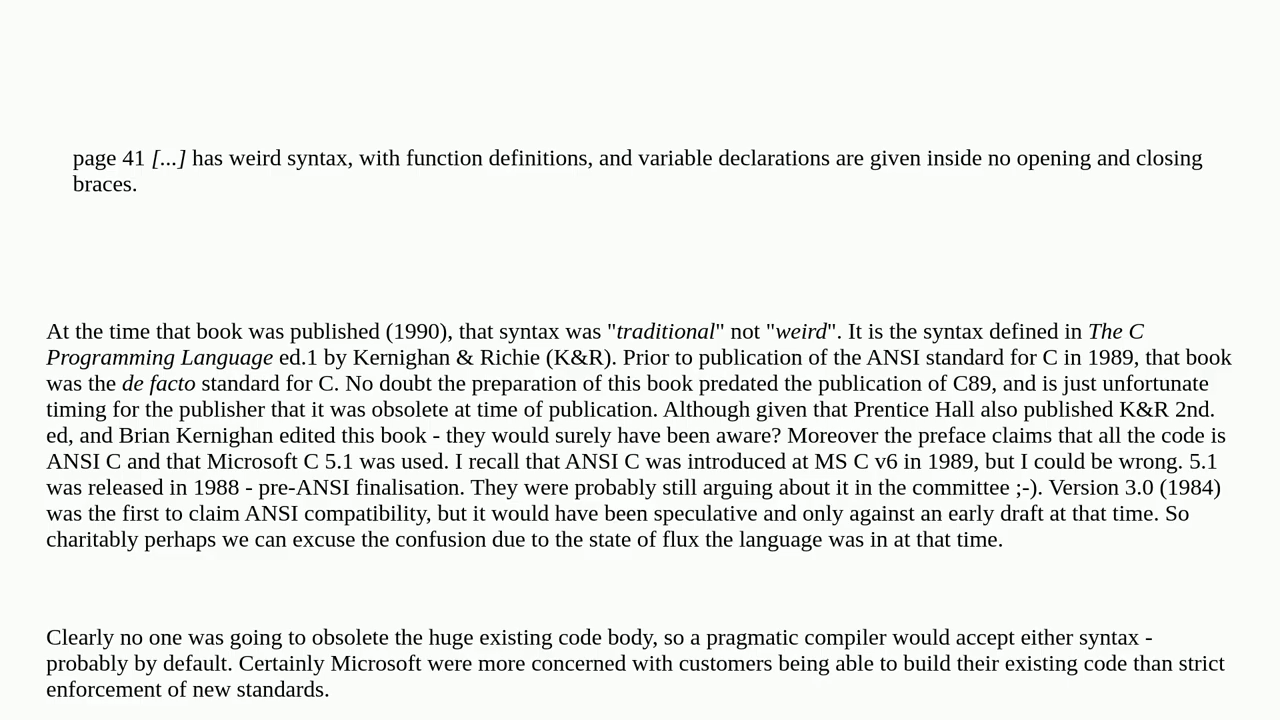 page 41 [...] has weird syntax, with function definitions, and variable declarations are given inside no opening and closing
braces.
At the time that book was published (1990), that syntax was "traditional" not "weird". It is the syntax defined in The C
Programming Language ed.1 by Kernighan & Richie (K&R). Prior to publication of the ANSI standard for C in 1989, that book
was the de facto standard for C. No doubt the preparation of this book predated the publication of C89, and is just unfortunate
timing for the publisher that it was obsolete at time of publication. Although given that Prentice Hall also published K&R 2nd.
ed, and Brian Kernighan edited this book - they would surely have been aware? Moreover the preface claims that all the code is
ANSI C and that Microsoft C 5.1 was used. I recall that ANSI C was introduced at MS C v6 in 1989, but I could be wrong. 5.1
was released in 1988 - pre-ANSI finalisation. They were probably still arguing about it in the committee ;-). Version 3.0 (1984)
was the first to claim ANSI compatibility, but it would have been speculative and only against an early draft at that time. So
charitably perhaps we can excuse the confusion due to the state of flux the language was in at that time.
Clearly no one was going to obsolete the huge existing code body, so a pragmatic compiler would accept either syntax -
probably by default. Certainly Microsoft were more concerned with customers being able to build their existing code than strict
enforcement of new standards.